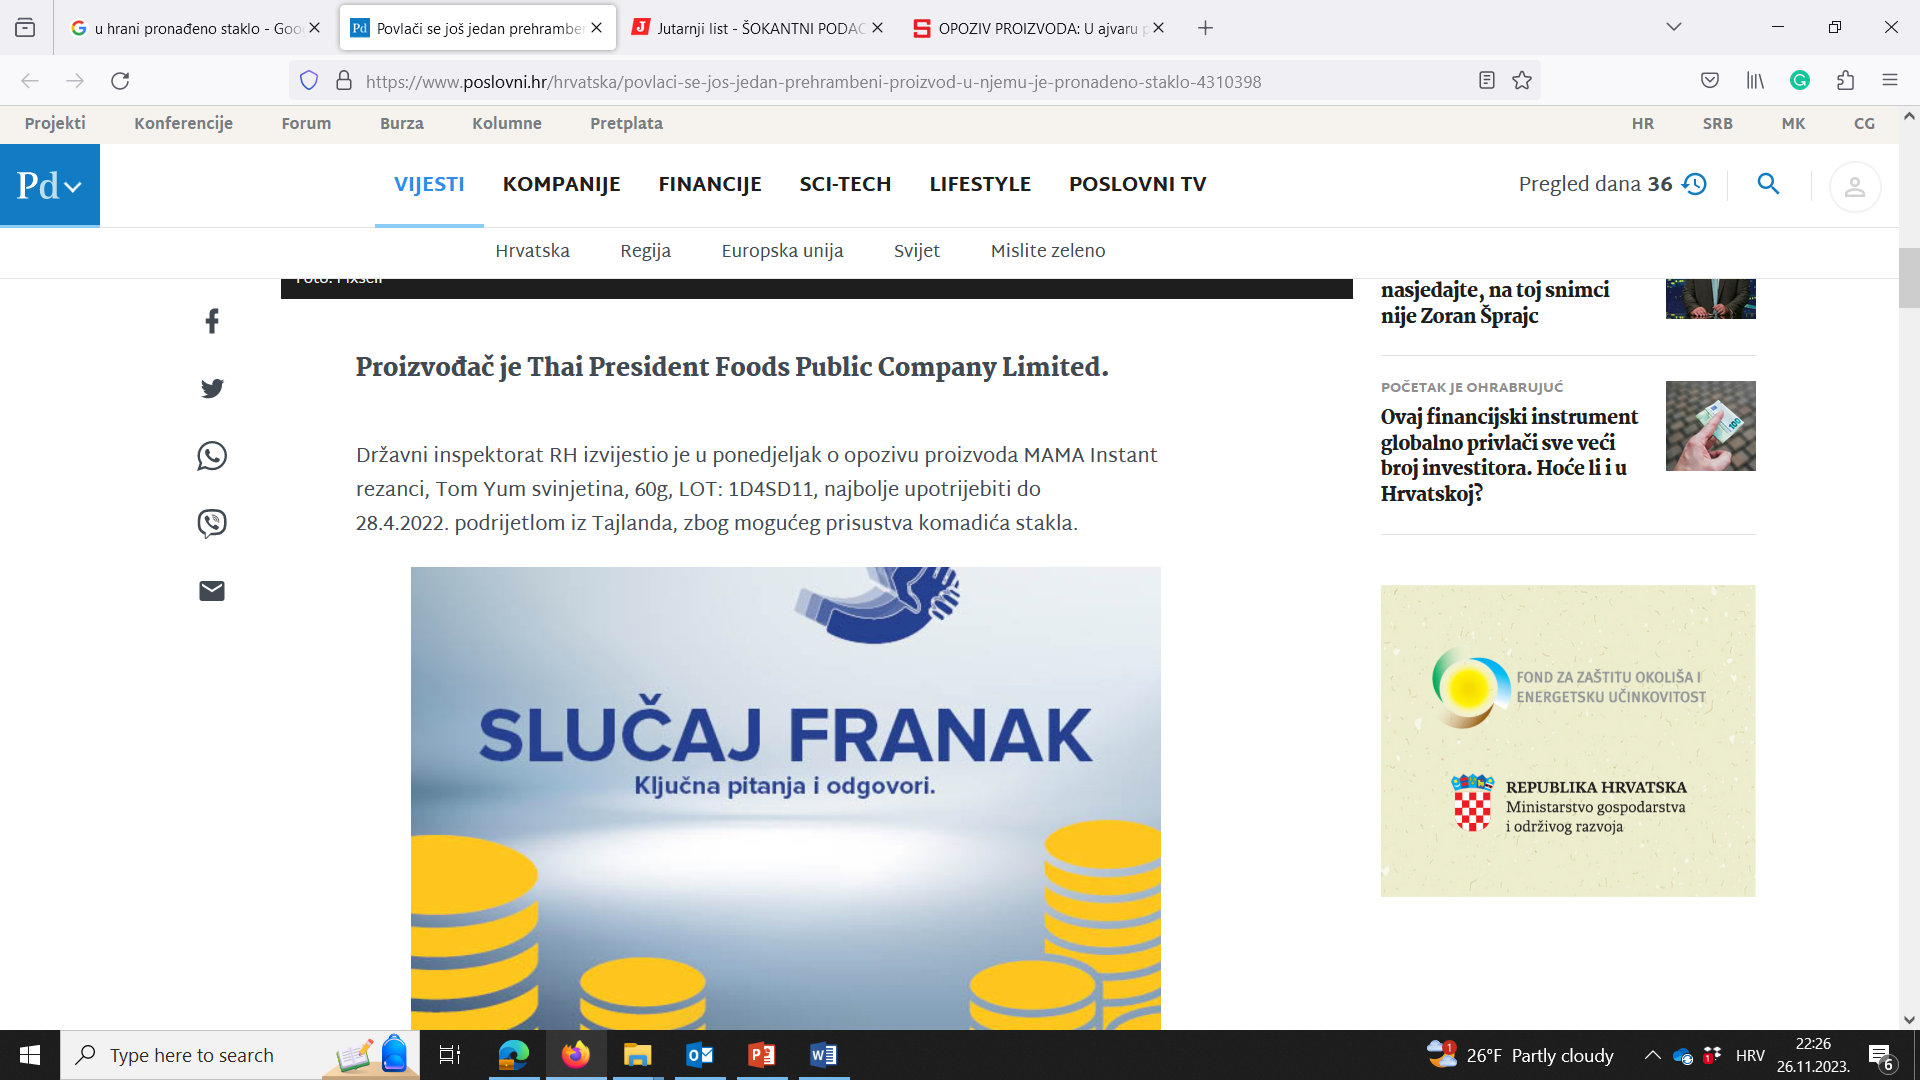 u hrani pronađeno staklo - Goo
Povlači se još jedan prehramber
Jutarnji list - ŠOKANTNI PODAC
OPOZIV PROIZVODA: U ajvaru p
https://www.poslovni.hr/hrvatska/povlaci-se-jos-jedan-prehrambeni-proizvod-u-njemu-je-pronadeno-staklo-4310398
Projekti Konferencije Forum Burza Kolumne Pretplata HR SRB MK CG
Pd VIJESTI KOMPANIJE FINANCIJE SCI-TECH LIFESTYLE POSLOVNI TV Pregled dana 36
Hrvatska Regija Europska unija Svijet Mislite zeleno
Proizvođač je Thai President Foods Public Company Limited.
Državni inspektorat RH izvijestio je u ponedjeljak o opozivu proizvoda MAMA Instant
rezanci, Tom Yum svinjetina, 60g, LOT: 1D4SD11, najbolje upotrijebiti do
28.4.2022. podrijetlom iz Tajlanda, zbog mogućeg prisustva komadića stakla.
SLUČAJ FRANAK
Ključna pitanja i odgovori.
nasjedajte, na toj snimci
nije Zoran Šprajc
POČETAK JE OHRABRUJUĆ
Ovaj financijski instrument
globalno privlači sve veći
broj investitora. Hoće li i u
Hrvatskoj?
FOND ZA ZAŠTITU OKOLIŠA I
ENERGETSKU UČINKOVITOST
REPUBLIKA HRVATSKA
Ministarstvo gospodarstva
i održivog razvoja
Type here to search
26°F Partly cloudy
HRV
22:26
26.11.2023.
6